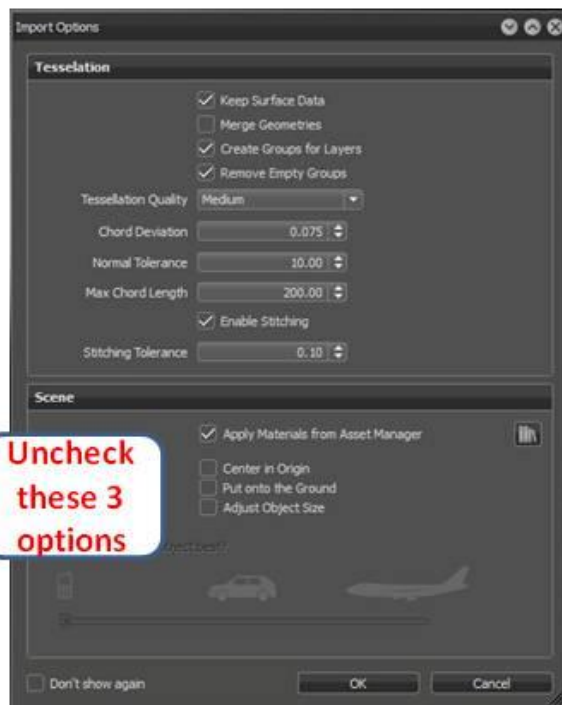 Import Options
Tesselation
Keep Surface Data
Merge Geometries
Create Groups for Layers
Remove Empty Groups
Tessellation Quality Medium
Chord Deviation 0.075
Normal Tolerance 10.00
Max Chord Length 200.00
Enable Stitching
Stitching Tolerance 0.10
Scene
Apply Materials from Asset Manager
Uncheck
these 3
options
Center in Origin
Put onto the Ground
Adjust Object Size
Don't show again OK Cancel